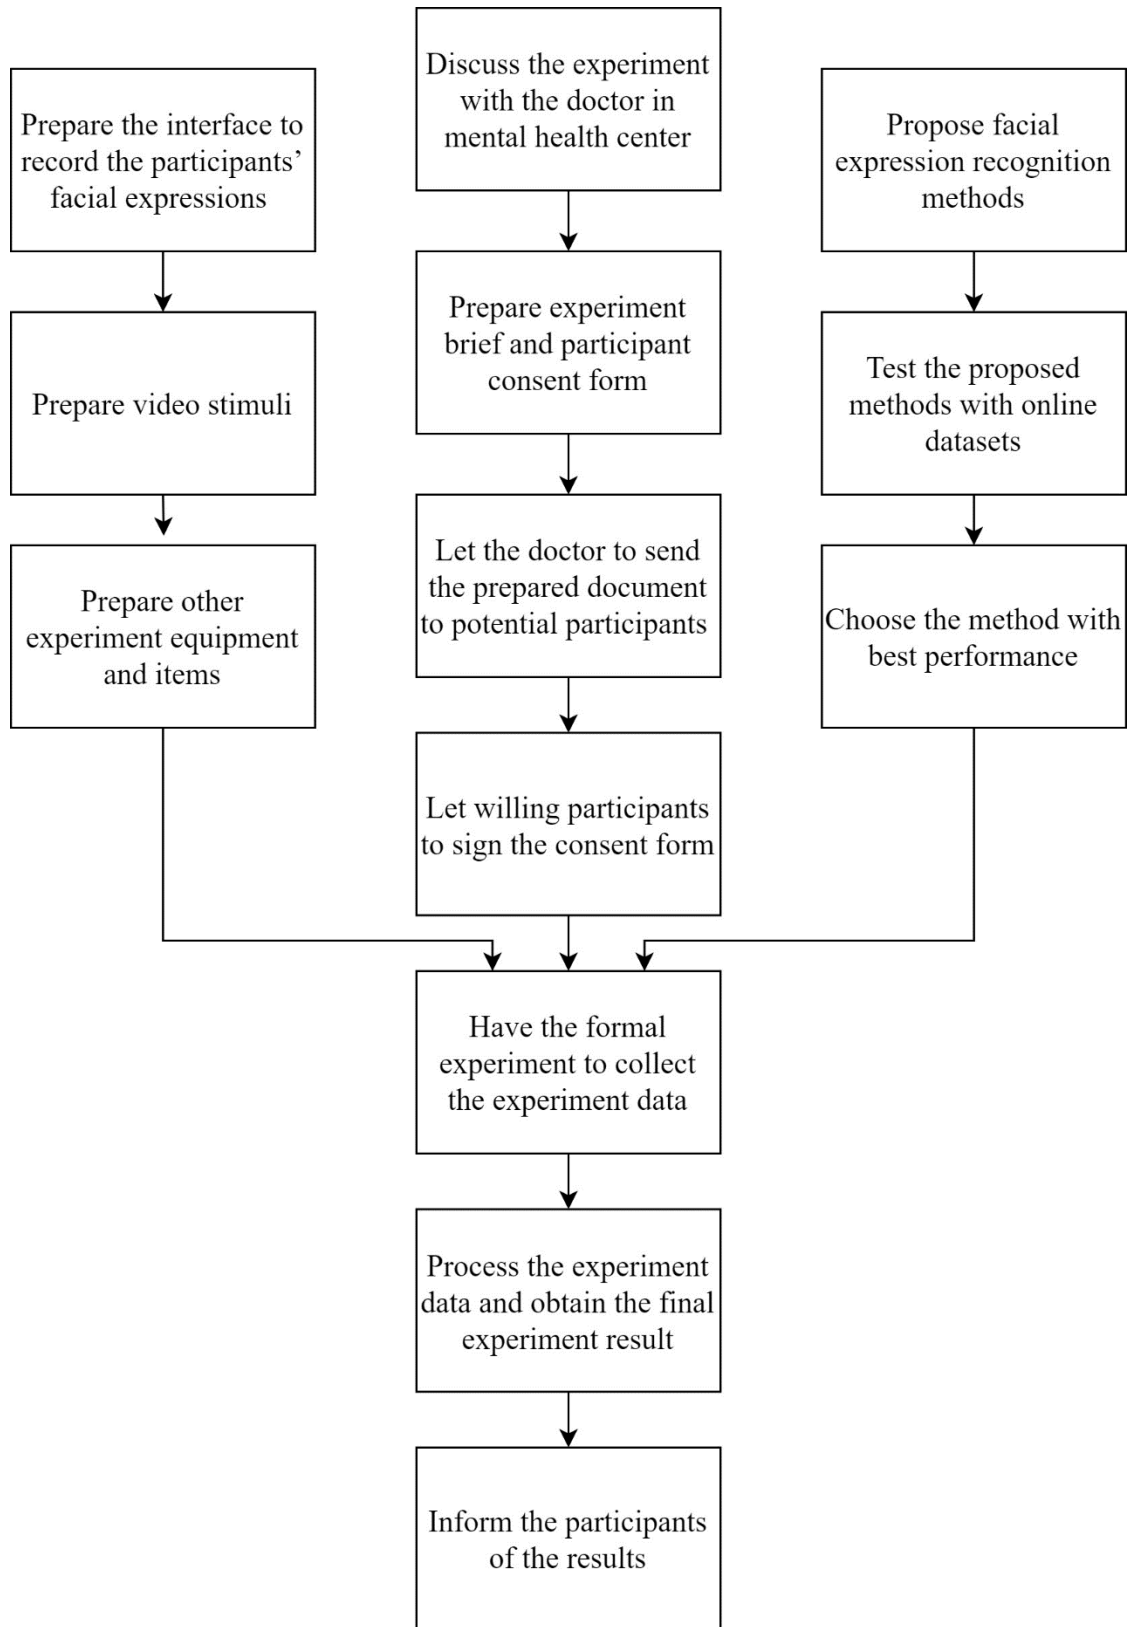 Prepare the interface to
record the participants’
facial expressions
Prepare video stimuli
Prepare other
experiment equipment
and items
Discuss the experiment
with the doctor in
mental health center
Prepare experiment
brief and participant
consent form
Let the doctor to send
the prepared document
to potential participants
Let willing participants
to sign the consent form
Propose facial
expression recognition
methods
Test the proposed
methods with online
datasets
Choose the method with
best performance
Have the formal
experiment to collect
the experiment data
Process the experiment
data and obtain the final
experiment result
Inform the participants
of the results